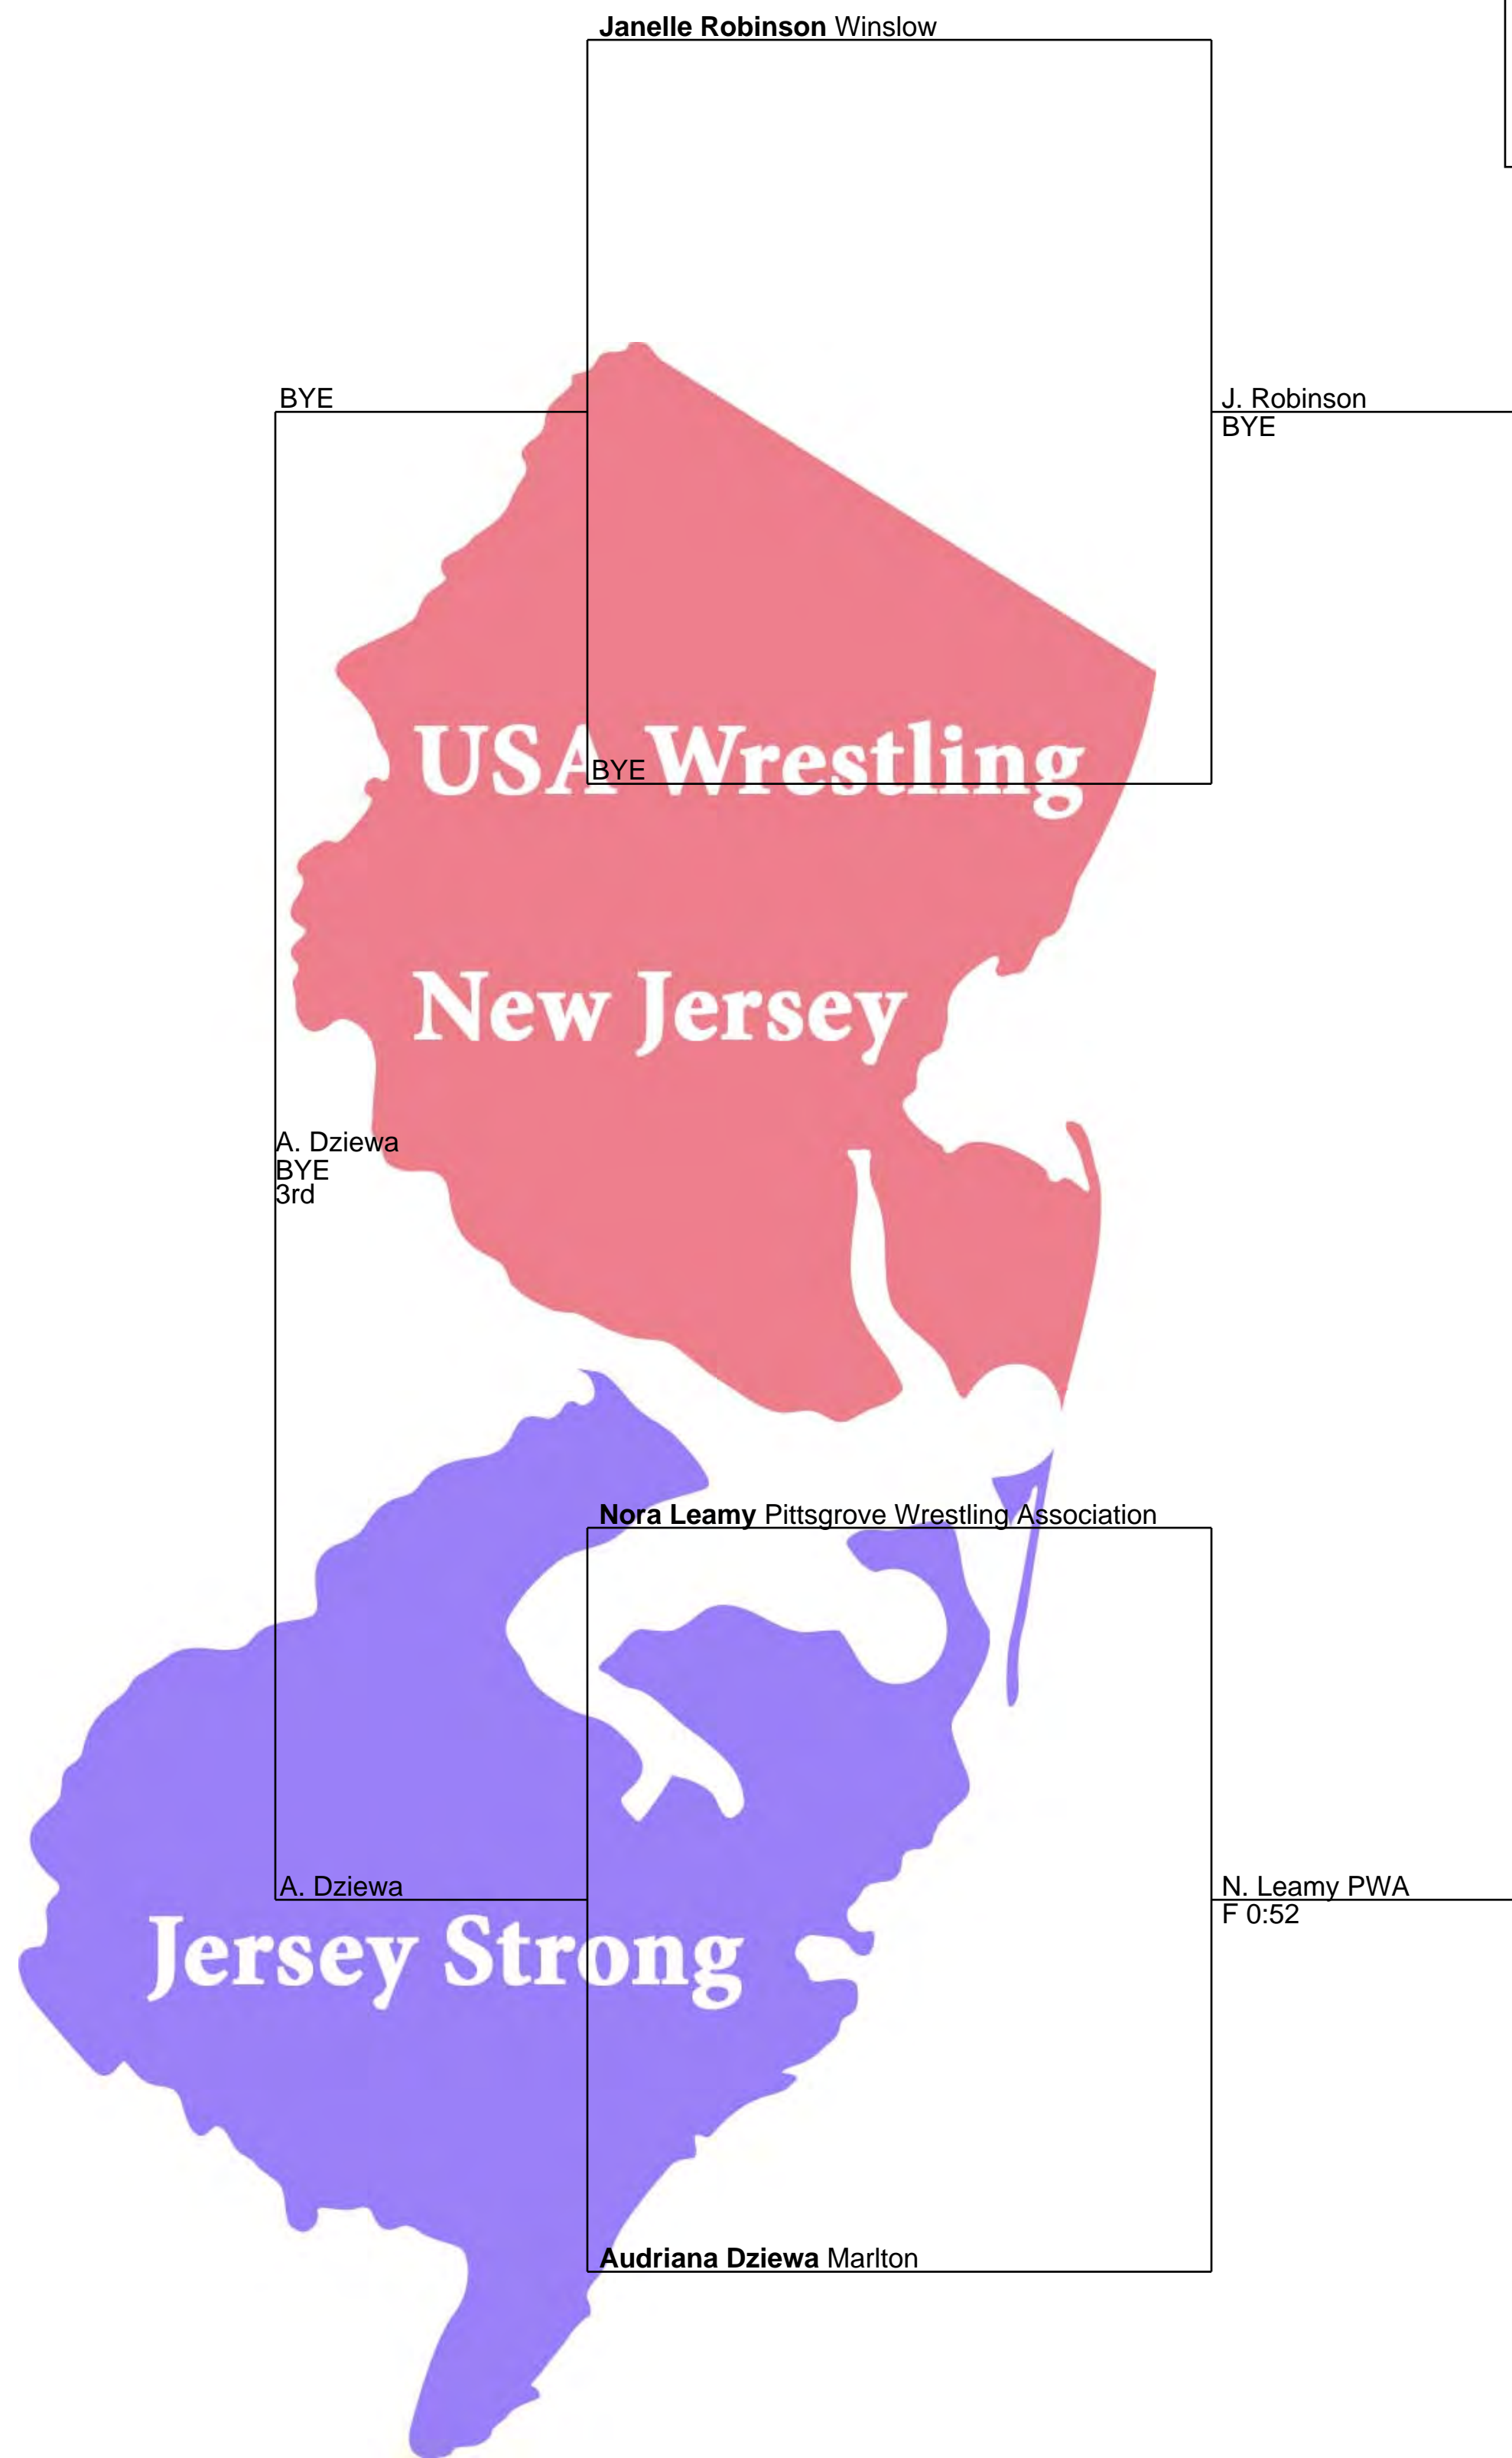 Janelle Robinson Winslow
BYE
J. Robinson
BYE
USA Wrestling
BYE
New Jersey
A. Dziewa
BYE
3rd
Nora Leamy Pittsgrove Wrestling Association
A. Dziewa
N. Leamy PWA
F 0:52
Jersey Strong
Audriana Dziewa Marlton